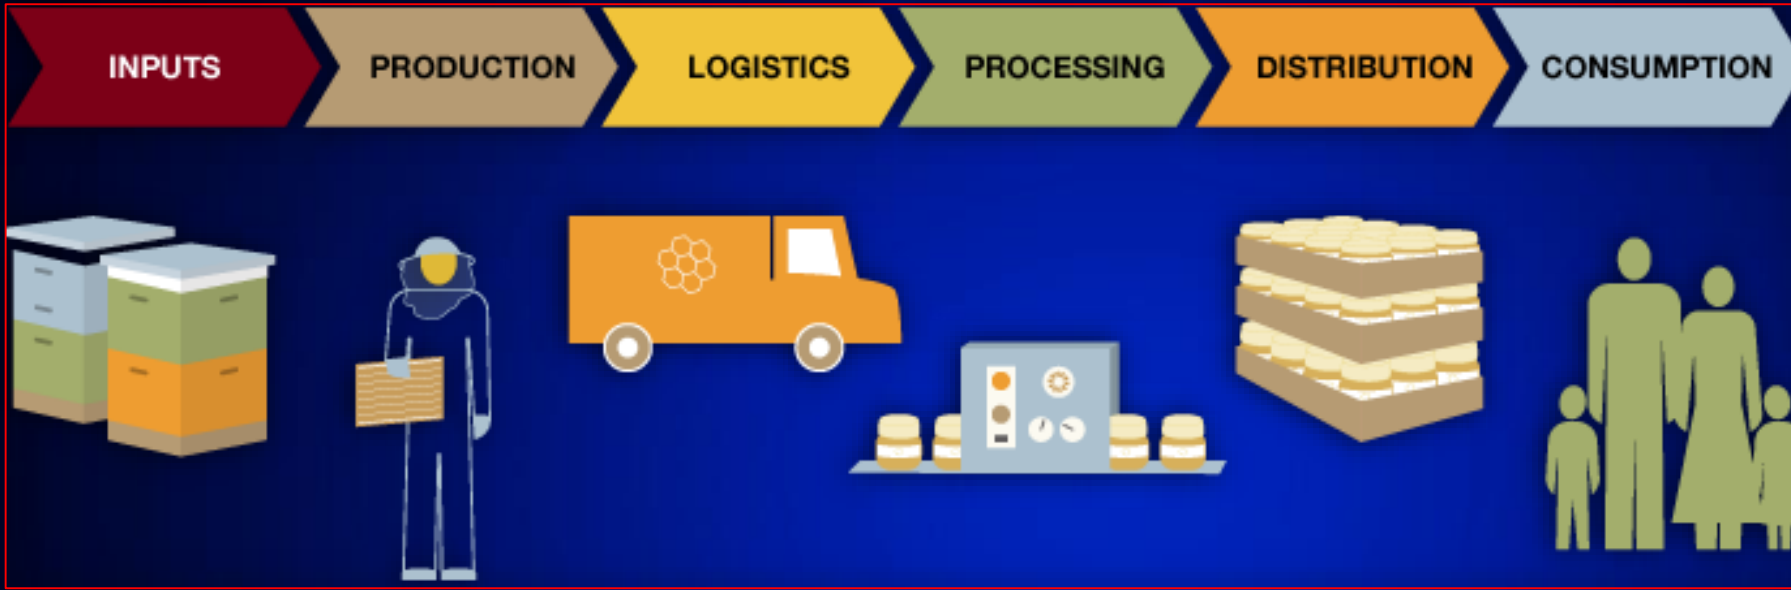 INPUTS
PRODUCTION
LOGISTICS
PROCESSING
DISTRIBUTION
CONSUMPTION